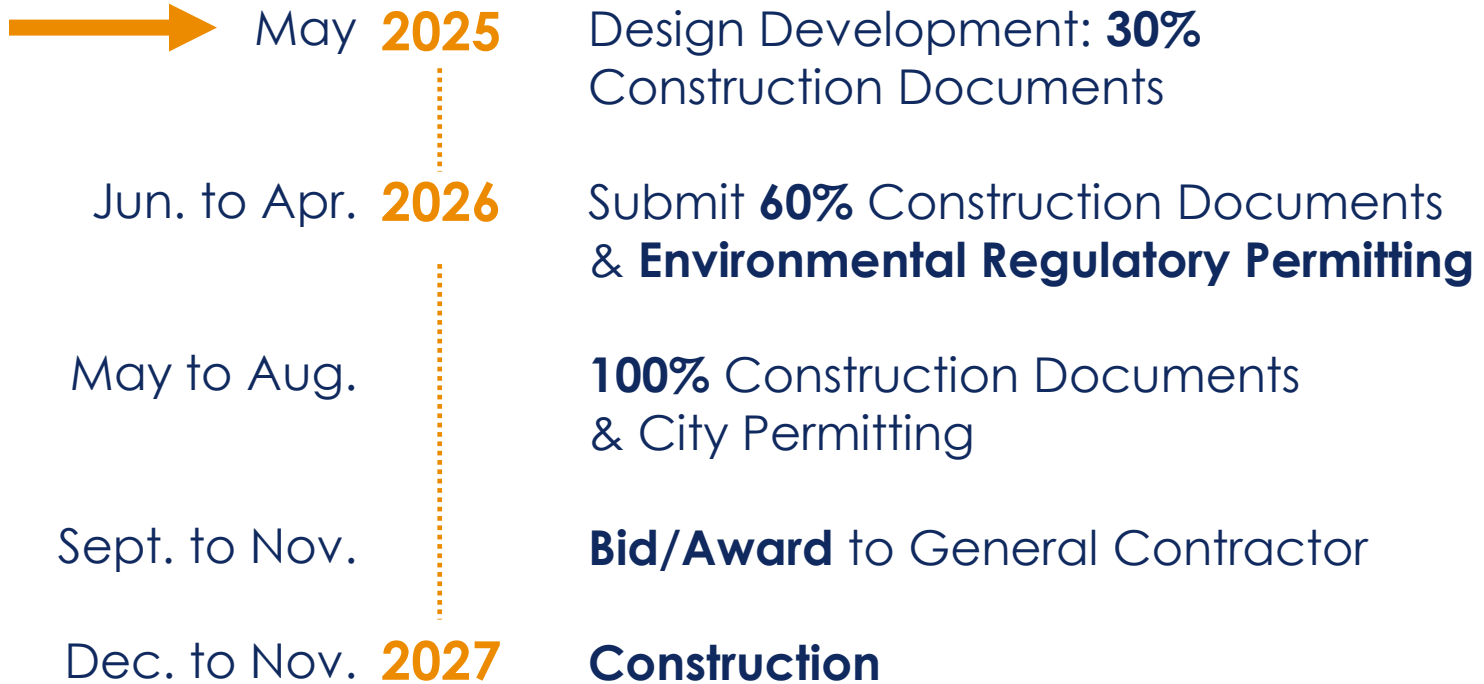 May 2025 Design Development: 30%
Construction Documents
Jun. to Apr. 2026 Submit 60% Construction Documents
& Environmental Regulatory Permitting
May to Aug. 100% Construction Documents
& City Permitting
Sept. to Nov. Bid/Award to General Contractor
Dec. to Nov. 2027 Construction